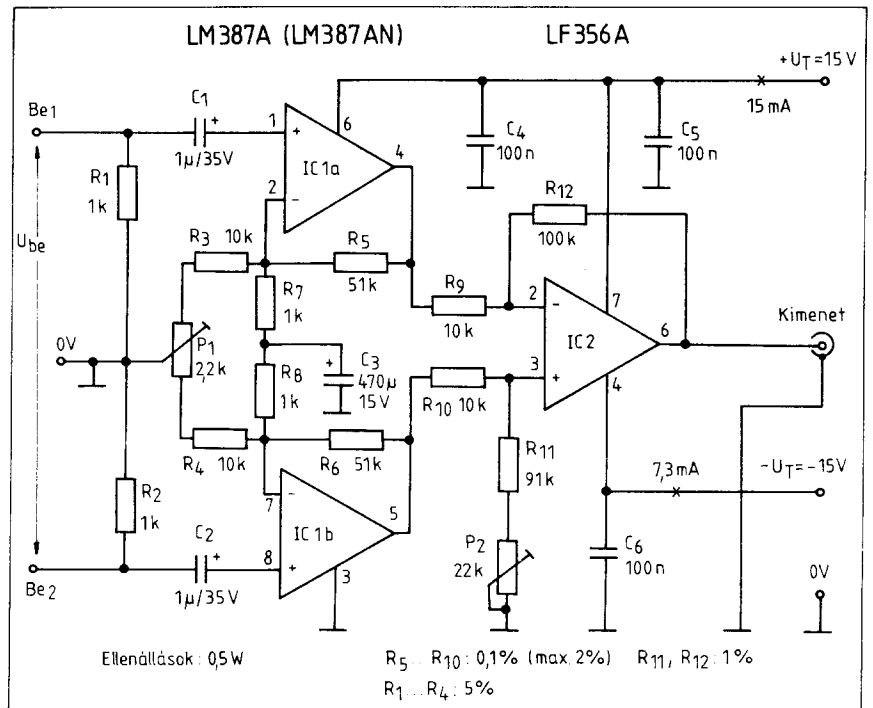 LM387A (LM387AN)
LF356A
+U_T=15V
15mA
Be1
C1
1µ/35V
1
+
6
IC1a
4
2
−
C4
100n
C5
100n
R1
1k
U_be
R3 10k
R5
51k
R12
100k
R7
1k
R9
10k
2
−
7
IC2
6
Kimenet
0V
P1
2,2k
R8
1k
+
C3
470µ
15V
3
+
4
R10 10k
R4
10k
R6
51k
R11
91k
7,3mA
-U_T=-15V
R2
1k
7
−
IC1b
5
C2
+
8
+
3
1µ/35V
Be2
P2
22k
C6
100n
0V
Ellenállások: 0,5W
R5...R10: 0,1% (max. 2%)
R11, R12: 1%
R1...R4: 5%